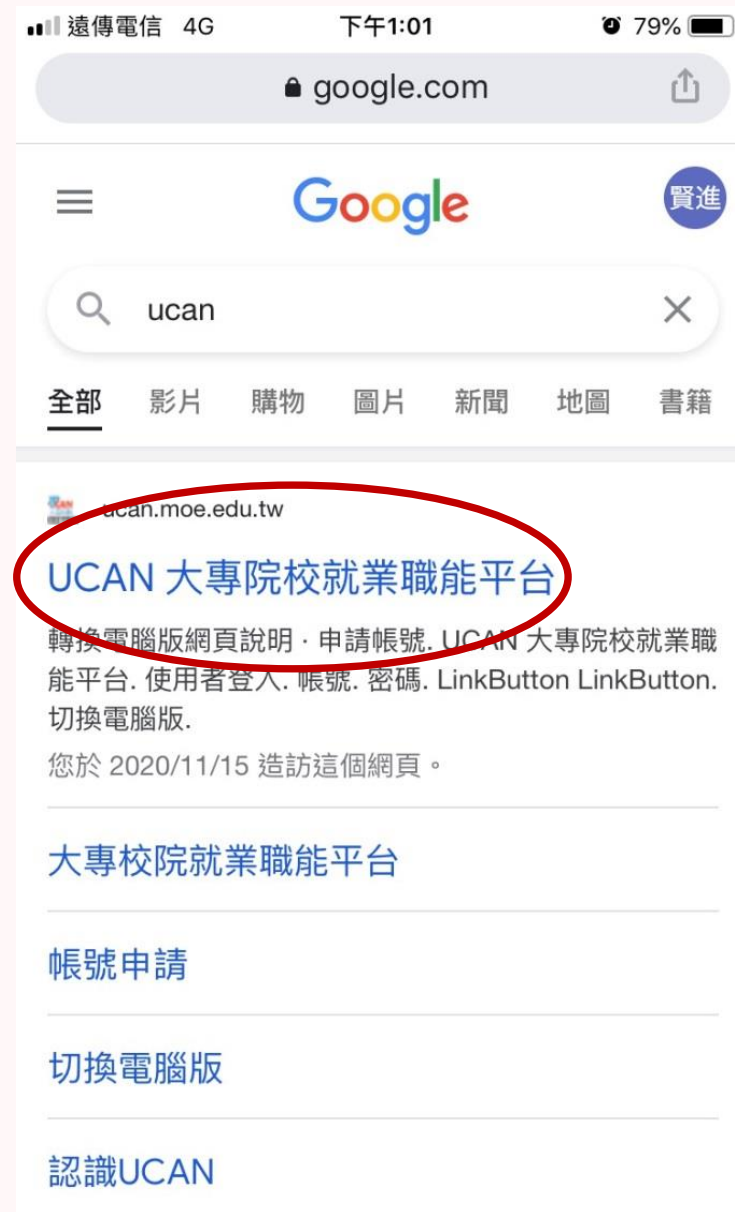 遠傳電信 4G 下午1:01 79%
google.com
Google
賢進
ucan
全部 影片 購物 圖片 新聞 地圖 書籍
ucan.moe.edu.tw
UCAN 大專院校就業職能平台
轉換電腦版網頁說明 · 申請帳號. UCAN 大專院校就業職
能平台. 使用者登入. 帳號. 密碼. LinkButton LinkButton.
切換電腦版.
您於 2020/11/15 造訪這個網頁。
大專校院就業職能平台
帳號申請
切換電腦版
認識UCAN